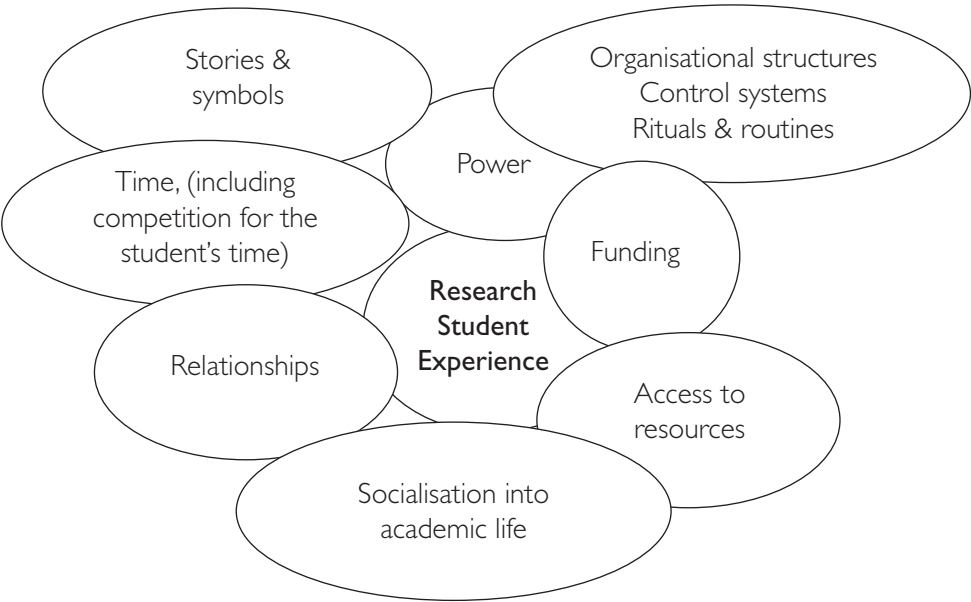 Stories &
symbols
Organisational structures
Control systems
Rituals & routines
Power
Time, (including
competition for the
student's time)
Funding
Research
Student
Experience
Relationships
Access to
resources
Socialisation into
academic life